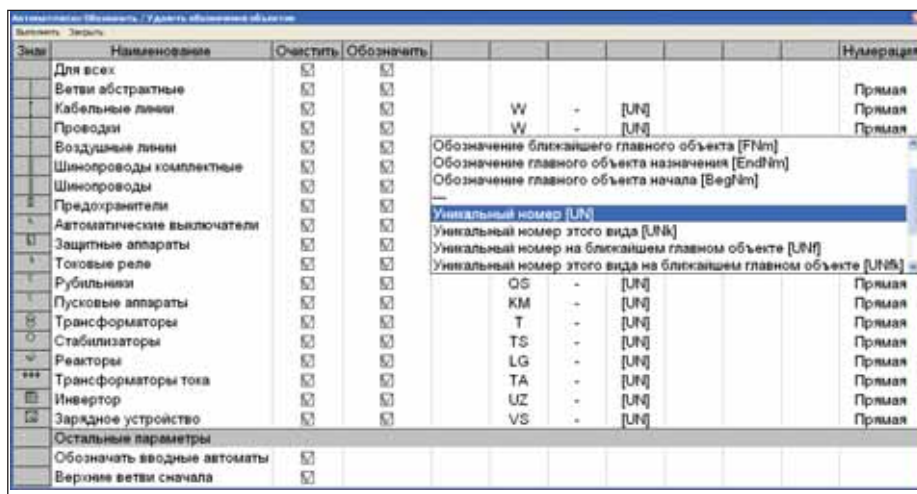 Автоматически Обозначить / Удалить обозначения объектов
Выполнить Закрыть
Знак Наименование Очистить Обозначить Нумерация
Для всех
Ветви абстрактные Прямая
Кабельные линии W - [UN] Прямая
Проводки W - [UN] Прямая
Воздушные линии
Обозначение ближайшего главного объекта [FNm]
Обозначение главного объекта назначения [EndNm]
Шинопроводы комплектные
Обозначение главного объекта начала [BegNm]
Шинопроводы
---
Предохранители
Уникальный номер [UN]
Автоматические выключатели
Уникальный номер этого вида [UNk]
Защитные аппараты
Уникальный номер на ближайшем главном объекте [UNf]
Токовые реле
Уникальный номер этого вида на ближайшем главном объекте [UNfk]
Рубильники QS - [UN] Прямая
Пусковые аппараты KM - [UN] Прямая
Трансформаторы T - [UN] Прямая
Стабилизаторы TS - [UN] Прямая
Реакторы LG - [UN] Прямая
Трансформаторы тока TA - [UN] Прямая
Инвертор UZ - [UN] Прямая
Зарядное устройство VS - [UN] Прямая
Остальные параметры
Обозначать вводные автоматы
Верхние ветви сначала